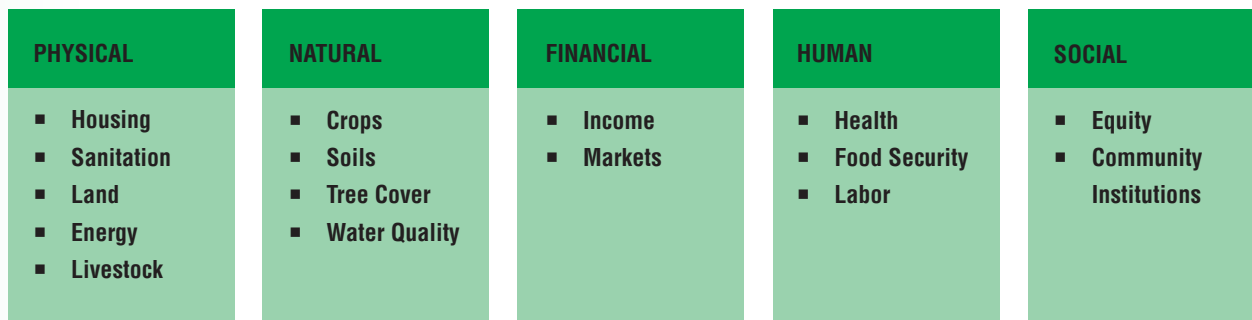 PHYSICAL
■ Housing
■ Sanitation
■ Land
■ Energy
■ Livestock
NATURAL
■ Crops
■ Soils
■ Tree Cover
■ Water Quality
FINANCIAL
■ Income
■ Markets
HUMAN
■ Health
■ Food Security
■ Labor
SOCIAL
■ Equity
■ Community
Institutions